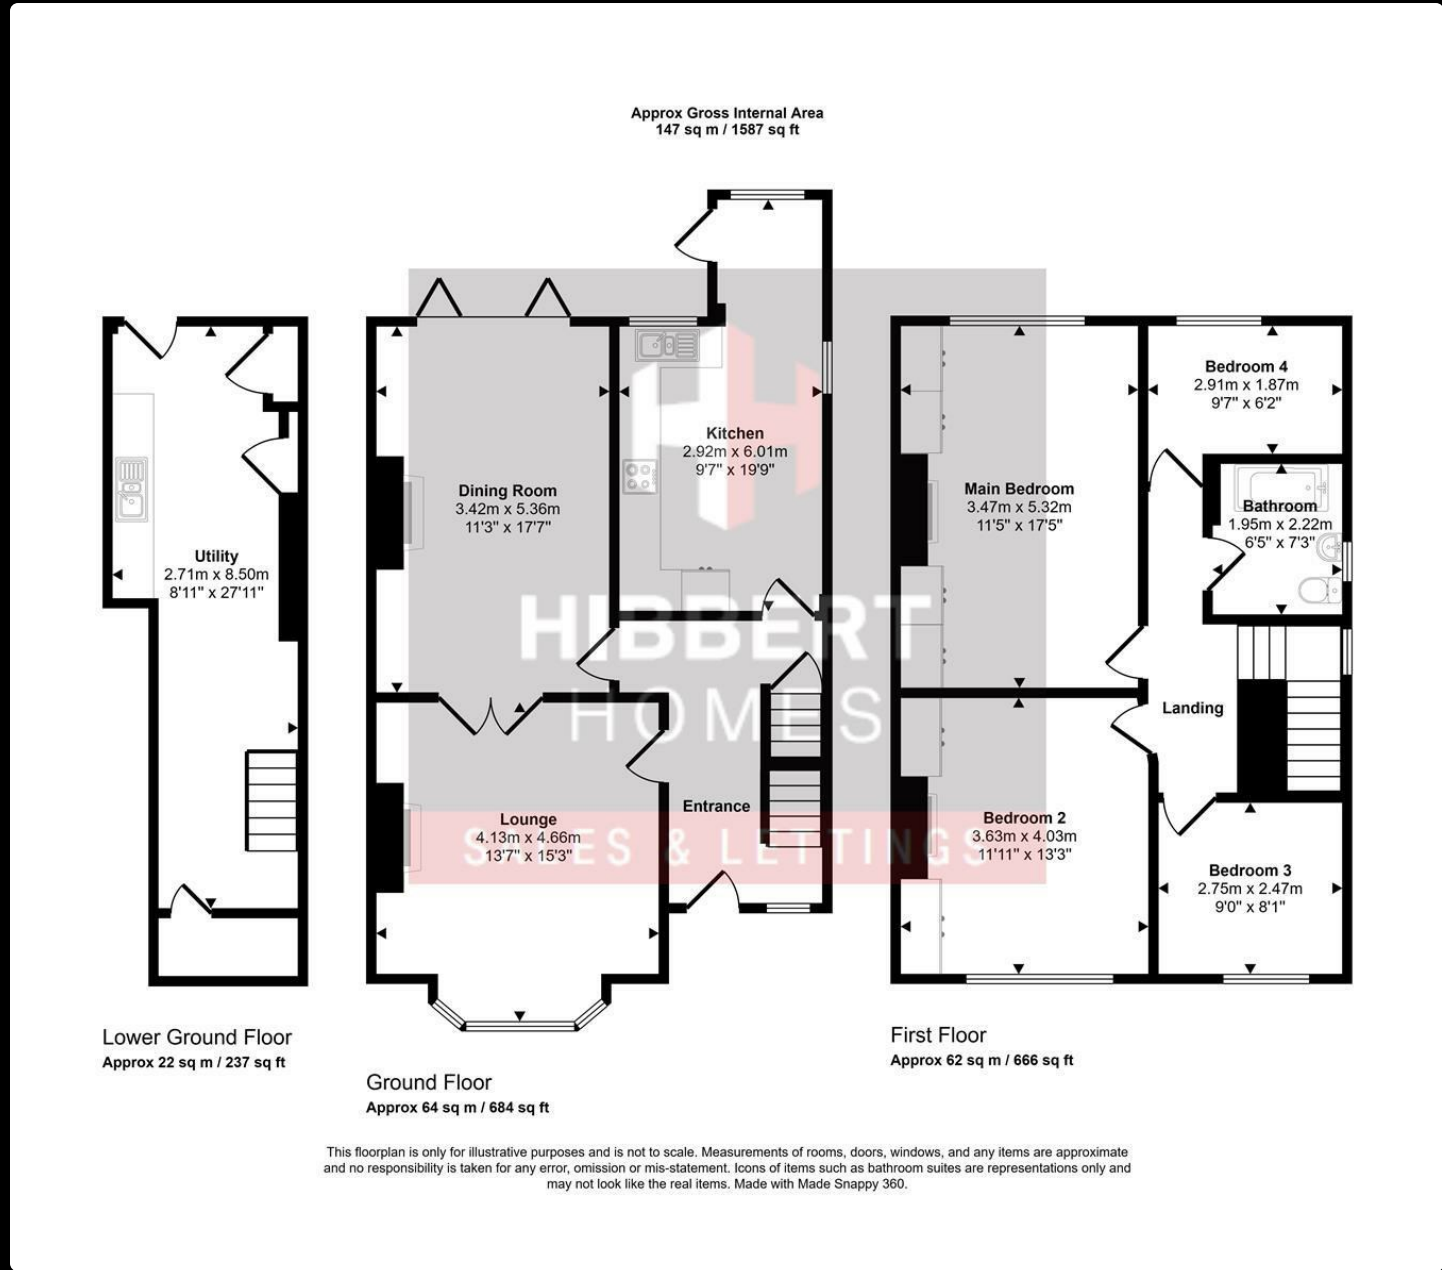 Approx Gross Internal Area
147 sq m / 1587 sq ft
Utility
2.71m x 8.50m
8'11" x 27'11"
Dining Room
3.42m x 5.36m
11'3" x 17'7"
Kitchen
2.92m x 6.01m
9'7" x 19'9"
Lounge
4.13m x 4.66m
13'7" x 15'3"
Entrance
Main Bedroom
3.47m x 5.32m
11'5" x 17'5"
Bedroom 4
2.91m x 1.87m
9'7" x 6'2"
Bathroom
1.95m x 2.22m
6'5" x 7'3"
Landing
Bedroom 2
3.63m x 4.03m
11'11" x 13'3"
Bedroom 3
2.75m x 2.47m
9'0" x 8'1"
HIBBERT
HOMES
SALES & LETTINGS
Lower Ground Floor
Approx 22 sq m / 237 sq ft
Ground Floor
Approx 64 sq m / 684 sq ft
First Floor
Approx 62 sq m / 666 sq ft
This floorplan is only for illustrative purposes and is not to scale. Measurements of rooms, doors, windows, and any items are approximate
and no responsibility is taken for any error, omission or mis-statement. Icons of items such as bathroom suites are representations only and
may not look like the real items. Made with Made Snappy 360.